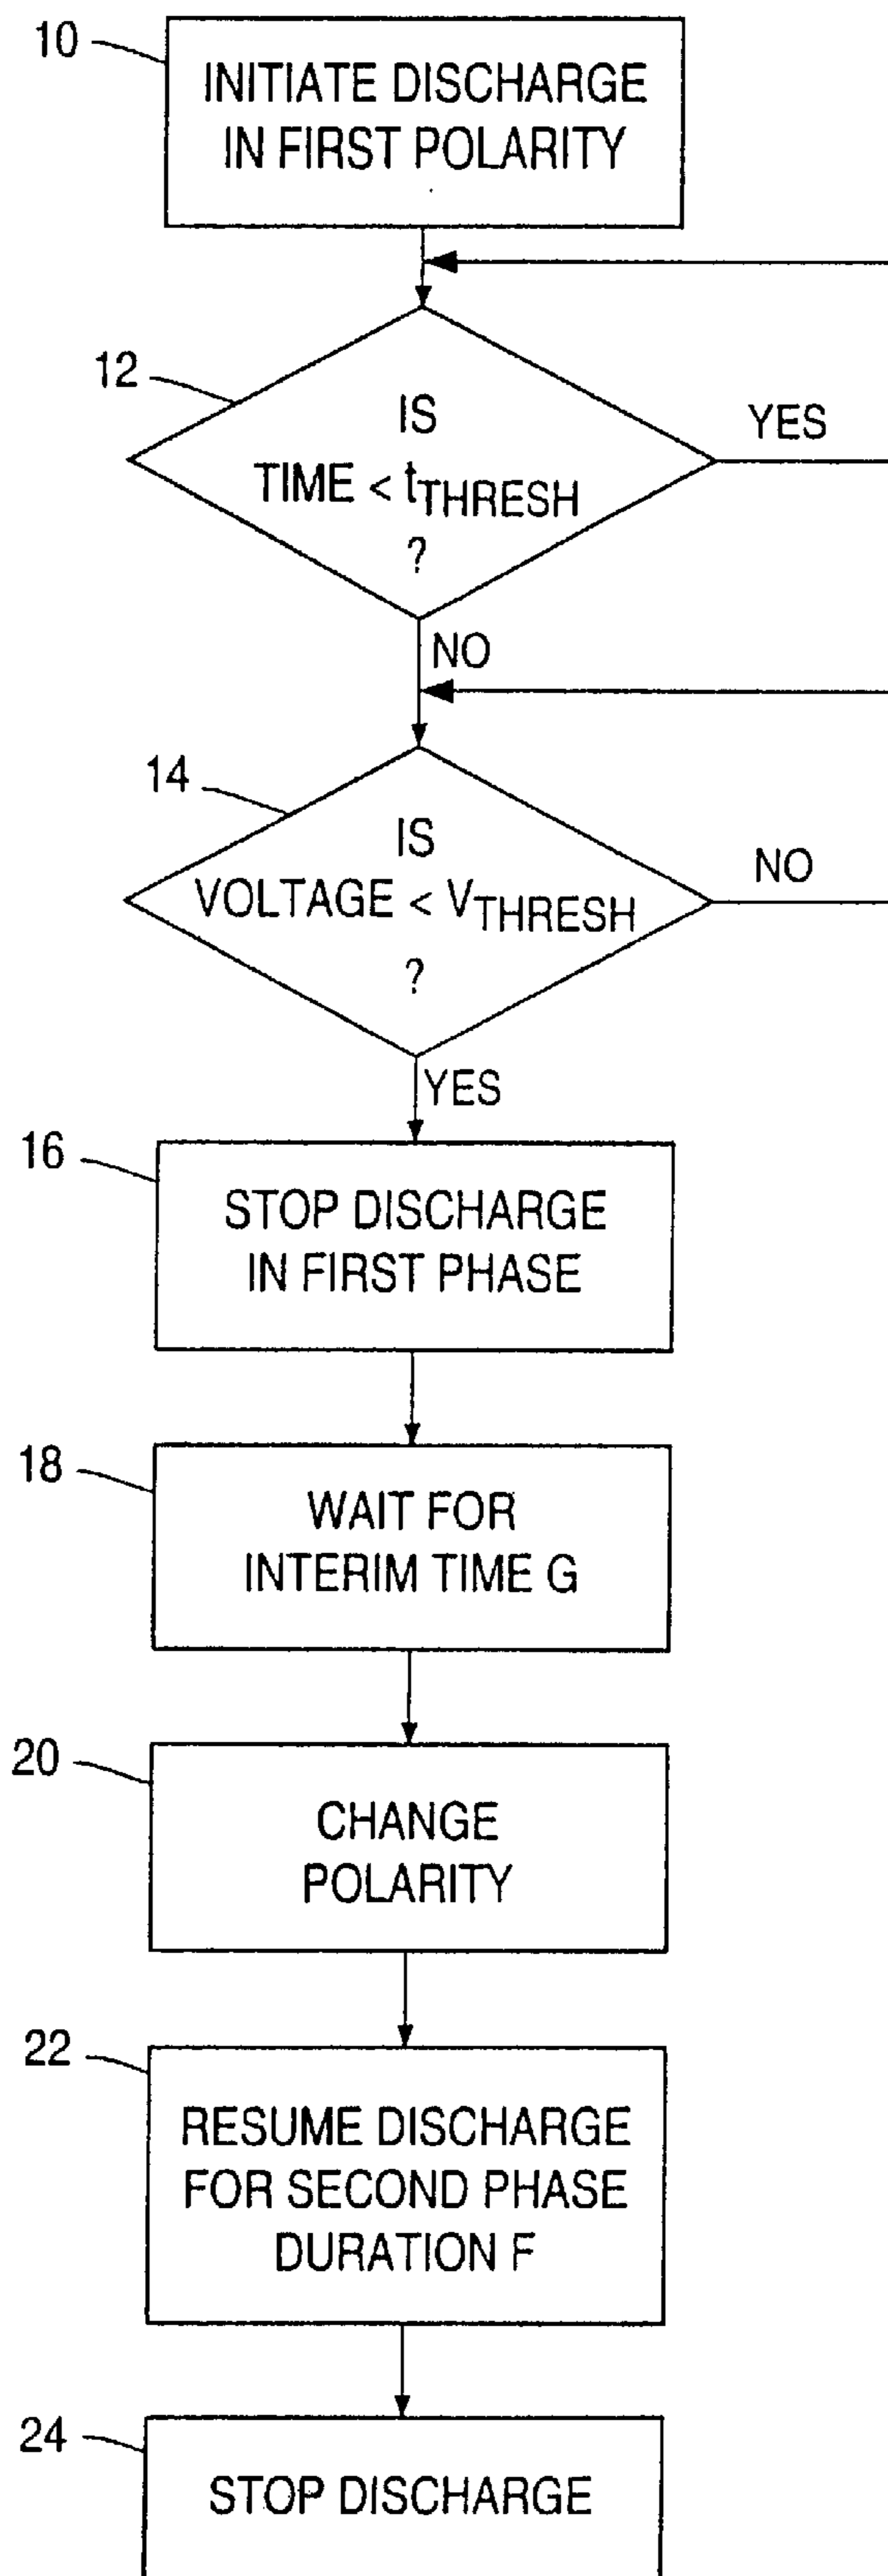 10
INITIATE DISCHARGE
IN FIRST POLARITY
12
IS
TIME < tTHRESH
?
YES
NO
14
IS
VOLTAGE < VTHRESH
?
NO
YES
16
STOP DISCHARGE
IN FIRST PHASE
18
WAIT FOR
INTERIM TIME G
20
CHANGE
POLARITY
22
RESUME DISCHARGE
FOR SECOND PHASE
DURATION F
24
STOP DISCHARGE